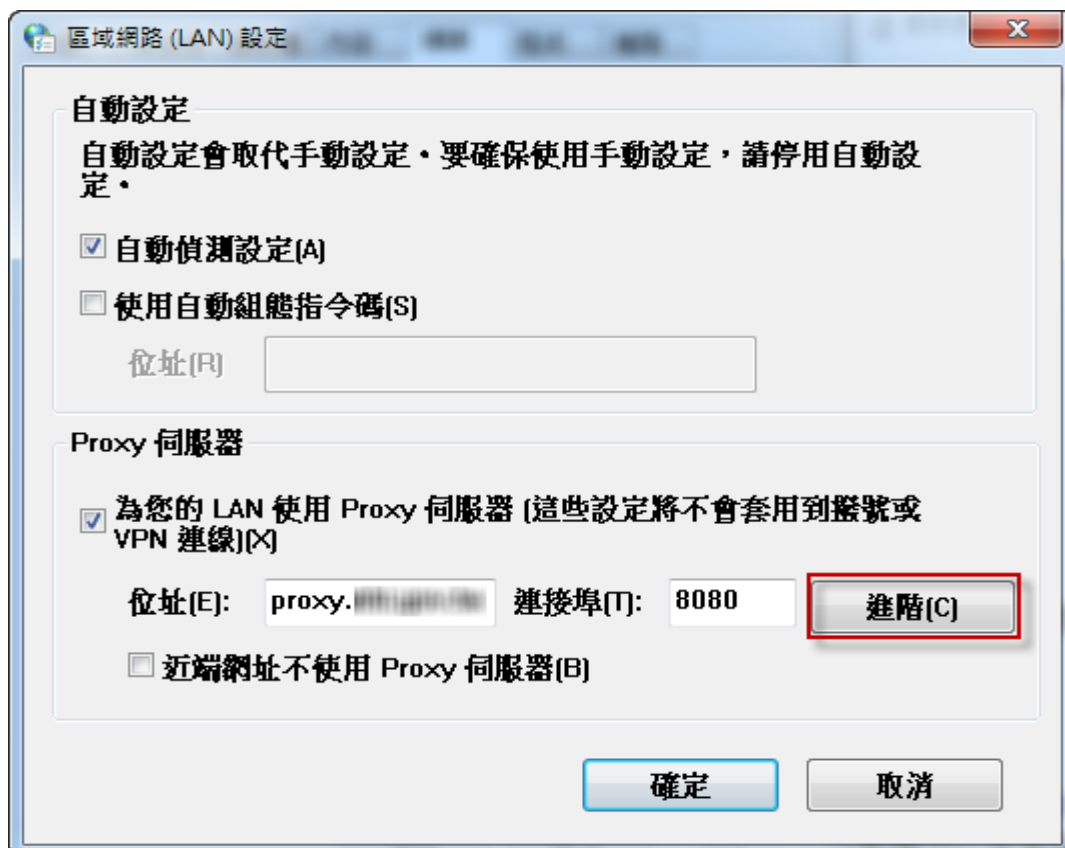 區域網路 (LAN) 設定
自動設定
自動設定會取代手動設定。要確保使用手動設定，請停用自動設
定。
自動偵測設定(A)
使用自動組態指令碼(S)
位址(R)
Proxy 伺服器
為您的 LAN 使用 Proxy 伺服器 (這些設定將不會套用到撥號或
VPN 連線)(X)
位址(E): proxy. 連接埠(T): 8080 進階(C)
近端網址不使用 Proxy 伺服器(B)
確定 取消